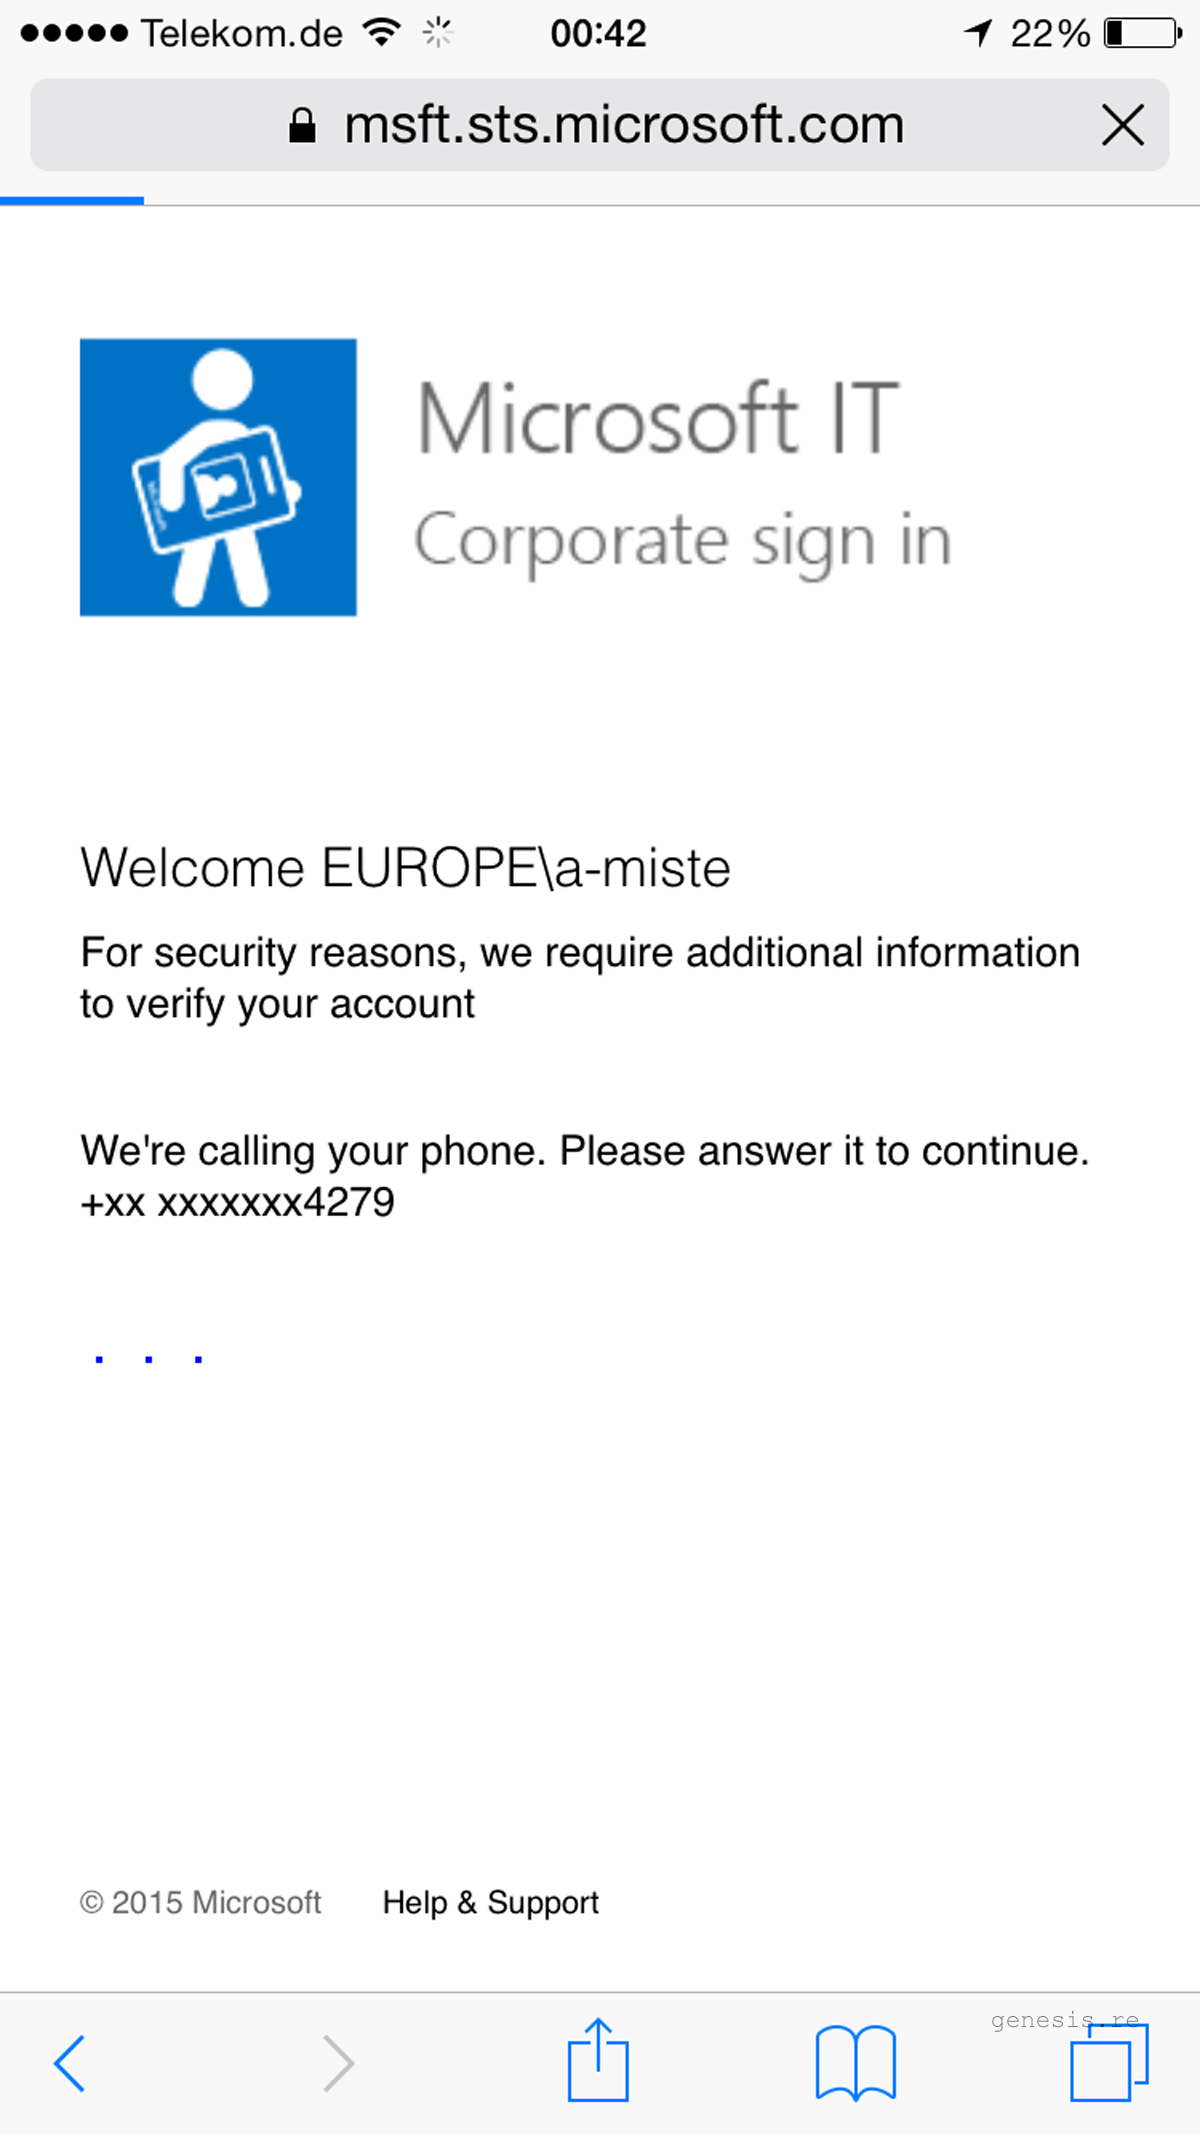 Telekom.de 00:42 22%
msft.sts.microsoft.com
Microsoft IT
Corporate sign in
Welcome EUROPE\a-miste
For security reasons, we require additional information
to verify your account
We're calling your phone. Please answer it to continue.
+xx xxxxxxx4279
. . .
© 2015 Microsoft Help & Support
genesis.re